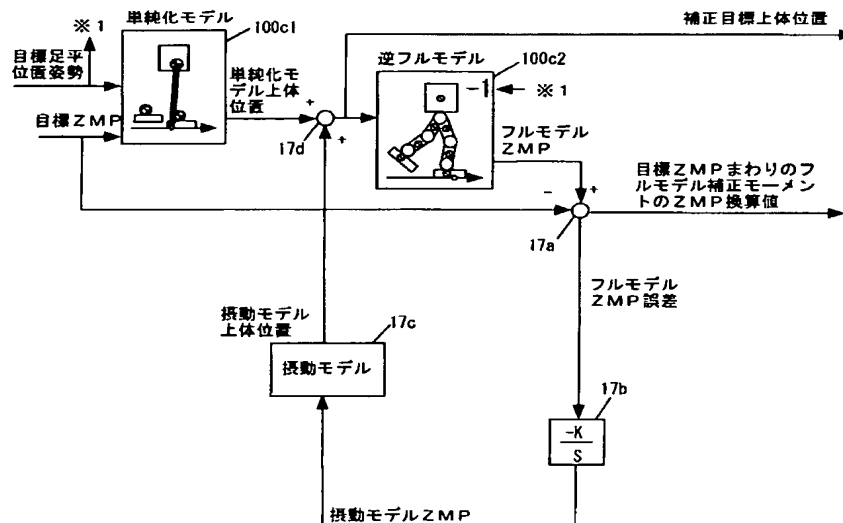 単純化モデル
100c1
※1
目標足平
位置姿勢
単純化モ
デル上体
位置
目標ZMP
+
+
17d
補正目標上体位置
逆フルモデル
100c2
-1
※1
フルモデル
ZMP
-
+
17a
目標ZMPまわりのフ
ルモデル補正モーメン
トのZMP換算値
フルモデル
ZMP誤差
摂動モデル
上体位置
17c
摂動モデル
17b
-K
S
摂動モデルZMP